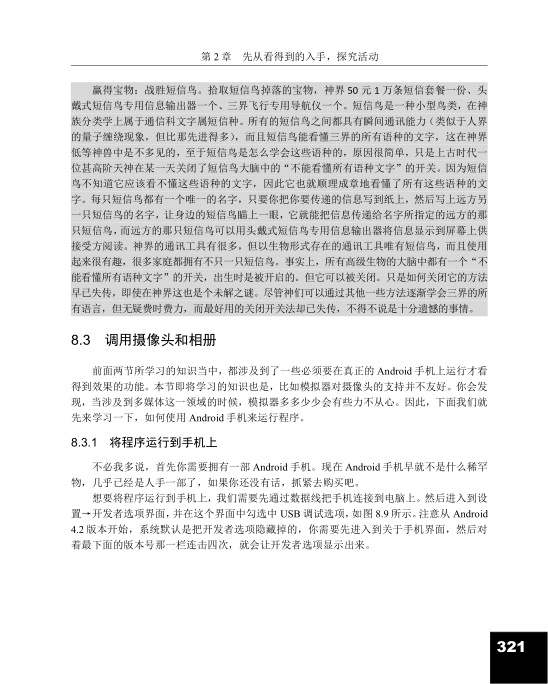 第 2 章　先从看得到的入手，探究活动
赢得宝物：战胜短信鸟。拾取短信鸟掉落的宝物，神界 50 元 1 万条短信套餐一份、头
戴式短信鸟专用信息输出器一个、三界飞行专用导航仪一个。短信鸟是一种小型鸟类，在神
族分类学上属于通信科文字属短信种。所有的短信鸟之间都具有瞬间通讯能力（类似于人界
的量子缠绕现象，但比那先进得多），而且短信鸟能看懂三界的所有语种的文字，这在神界
低等神兽中是不多见的，至于短信鸟是怎么学会这些语种的，原因很简单，只是上古时代一
位甚高阶天神在某一天关闭了短信鸟大脑中的“不能看懂所有语种文字”的开关。因为短信
鸟不知道它应该看不懂这些语种的文字，因此它也就顺理成章地看懂了所有这些语种的文
字。每只短信鸟都有一个唯一的名字，只要你把你要传递的信息写到纸上，然后写上远方另
一只短信鸟的名字，让身边的短信鸟瞄上一眼，它就能把信息传递给名字所指定的远方的那
只短信鸟，而远方的那只短信鸟可以用头戴式短信鸟专用信息输出器将信息显示到屏幕上供
接受方阅读。神界的通讯工具有很多，但以生物形式存在的通讯工具唯有短信鸟，而且使用
起来很有趣，很多家庭都拥有不只一只短信鸟。事实上，所有高级生物的大脑中都有一个“不
能看懂所有语种文字”的开关，出生时是被开启的。但它可以被关闭。只是如何关闭它的方法
早已失传，即使在神界这也是个未解之谜。尽管神们可以通过其他一些方法逐渐学会三界的所
有语言，但无疑费时费力，而最好用的关闭开关法却已失传，不得不说是十分遗憾的事情。
8.3　调用摄像头和相册
前面两节所学习的知识当中，都涉及到了一些必须要在真正的 Android 手机上运行才看
得到效果的功能。本节即将学习的知识也是，比如模拟器对摄像头的支持并不友好。你会发
现，当涉及到多媒体这一领域的时候，模拟器多多少少会有些力不从心。因此，下面我们就
先来学习一下，如何使用 Android 手机来运行程序。
8.3.1　将程序运行到手机上
不必我多说，首先你需要拥有一部 Android 手机。现在 Android 手机早就不是什么稀罕
物，几乎已经是人手一部了，如果你还没有话，抓紧去购买吧。
想要将程序运行到手机上，我们需要先通过数据线把手机连接到电脑上。然后进入到设
置→开发者选项界面，并在这个界面中勾选中 USB 调试选项，如图 8.9 所示。注意从 Android
4.2 版本开始，系统默认是把开发者选项隐藏掉的，你需要先进入到关于手机界面，然后对
着最下面的版本号那一栏连击四次，就会让开发者选项显示出来。
321